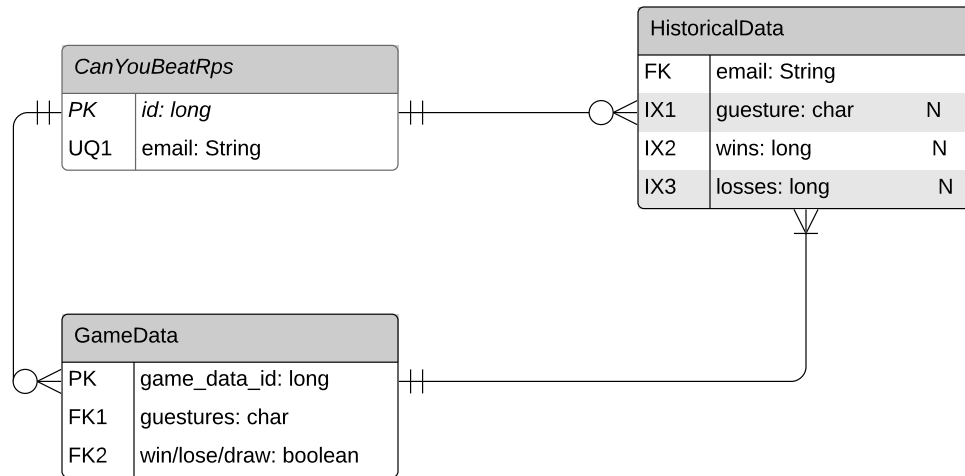 HistoricalData
FK email: String
IX1 guesture: char N
IX2 wins: long N
IX3 losses: long N
CanYouBeatRps
PK id: long
UQ1 email: String
GameData
PK game_data_id: long
FK1 guestures: char
FK2 win/lose/draw: boolean